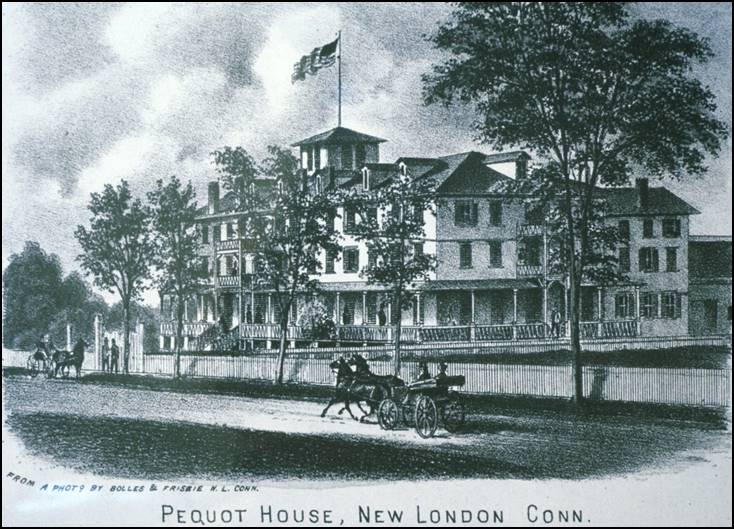 FROM A PHOTO BY BOLLES & FRISBIE N. L. CONN.
PEQUOT HOUSE, NEW LONDON CONN.